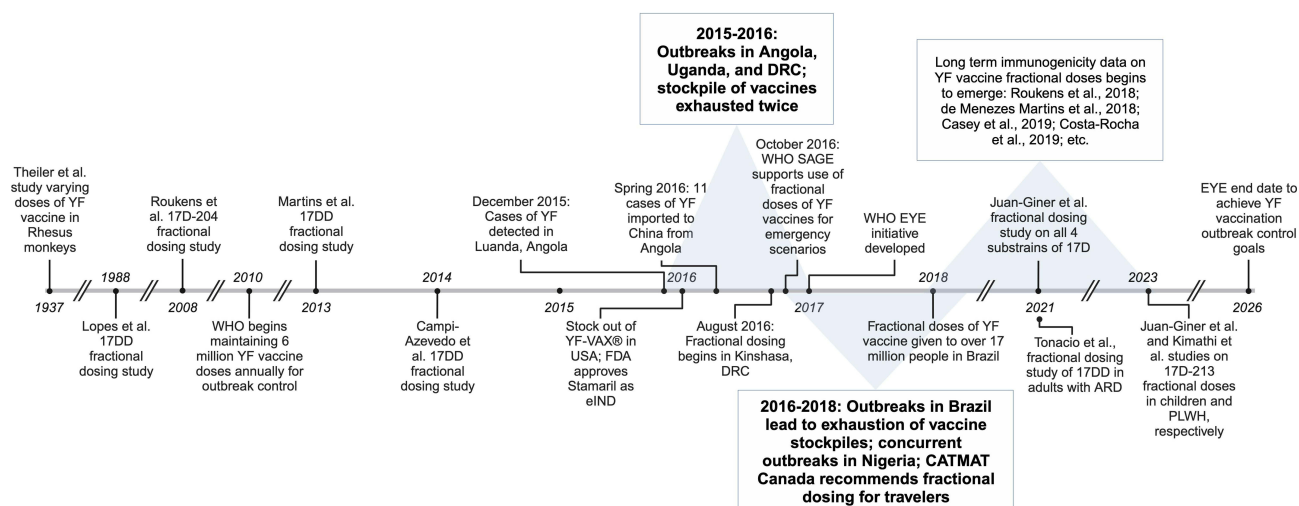 2015-2016:
Outbreaks in Angola,
Uganda, and DRC;
stockpile of vaccines
exhausted twice
Long term immunogenicity data on
YF vaccine fractional doses begins
to emerge: Roukens et al., 2018;
de Menezes Martins et al., 2018;
Casey et al., 2019; Costa-Rocha
et al., 2019; etc.
Theiler et al.
study varying
doses of YF
vaccine in
Rhesus
monkeys
Roukens et
al. 17D-204
fractional
dosing study
Martins et al.
17DD
fractional
dosing study
December 2015:
Cases of YF
detected in
Luanda, Angola
Spring 2016: 11
cases of YF
imported to
China from
Angola
October 2016:
WHO SAGE
supports use of
fractional
doses of YF
vaccines for
emergency
scenarios
WHO EYE
initiative
developed
Juan-Giner et al.
fractional dosing
study on all 4
substrains of 17D
EYE end date to
achieve YF
vaccination
outbreak control
goals
1937
1988
2008
2010
2013
2014
2015
2016
2017
2018
2021
2023
2026
Lopes et al.
17DD
fractional
dosing study
WHO begins
maintaining 6
million YF vaccine
doses annually for
outbreak control
Campi-
Azevedo et
al. 17DD
fractional
dosing study
Stock out of
YF-VAX® in
USA; FDA
approves
Stamaril as
eIND
August 2016:
Fractional dosing
begins in Kinshasa,
DRC
Fractional doses of YF
vaccine given to over 17
million people in Brazil
Tonacio et al.,
fractional dosing
study of 17DD in
adults with ARD
Juan-Giner et al.
and Kimathi et
al. studies on
17D-213
fractional doses
in children and
PLWH,
respectively
2016-2018: Outbreaks in Brazil
lead to exhaustion of vaccine
stockpiles; concurrent
outbreaks in Nigeria; CATMAT
Canada recommends fractional
dosing for travelers